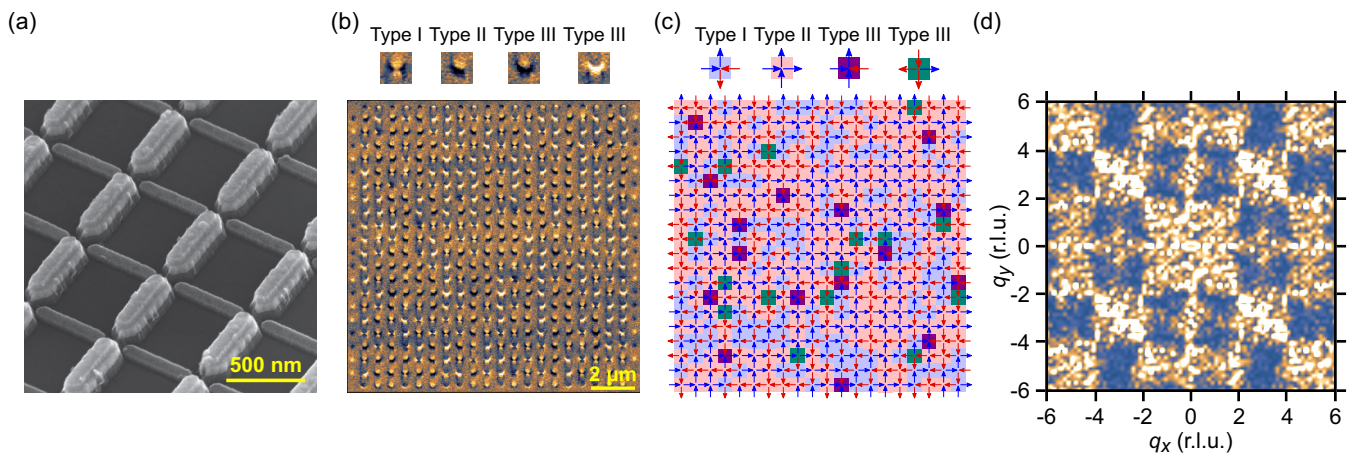 (a)
(b)
Type I Type II Type III Type III
(c)
Type I Type II Type III Type III
(d)
500 nm
2 μm
6
4
2
0
-2
-4
-6
qy (r.l.u.)
-6 -4 -2 0 2 4 6
qx (r.l.u.)